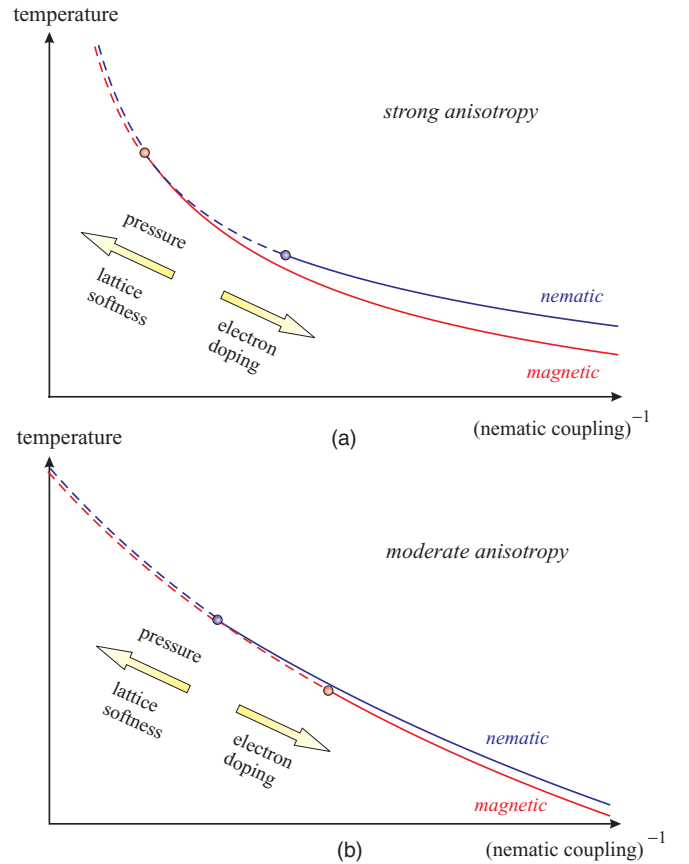 temperature
strong anisotropy
pressure
lattice
softness
electron
doping
nematic
magnetic
(nematic coupling)⁻¹
(a)
temperature
moderate anisotropy
pressure
lattice
softness
electron
doping
nematic
magnetic
(nematic coupling)⁻¹
(b)